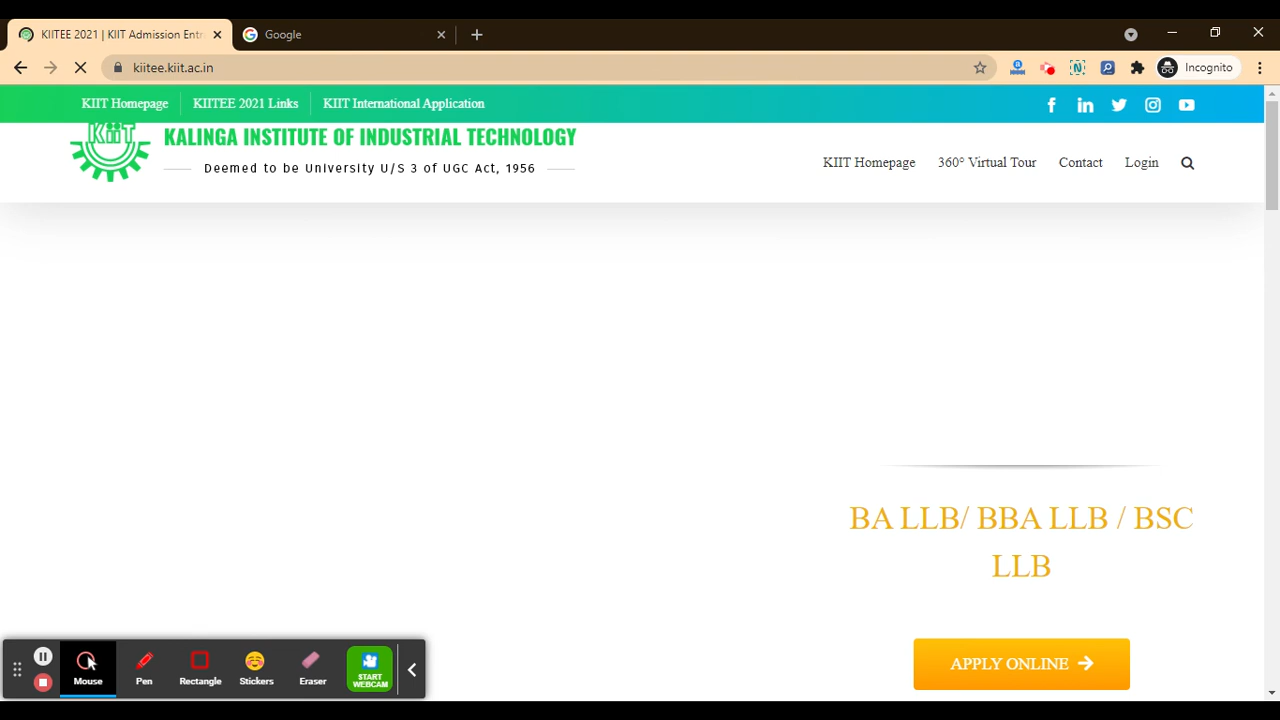 KIITEE 2021 | KIIT Admission Entr
Google
kiitee.kiit.ac.in
Incognito
KIIT Homepage
KIITEE 2021 Links
KIIT International Application
KiiT
KALINGA INSTITUTE OF INDUSTRIAL TECHNOLOGY
Deemed to be University U/S 3 of UGC Act, 1956
KIIT Homepage
360° Virtual Tour
Contact
Login
BA LLB/ BBA LLB / BSC
LLB
APPLY ONLINE
Mouse
Pen
Rectangle
Stickers
Eraser
START
WEBCAM